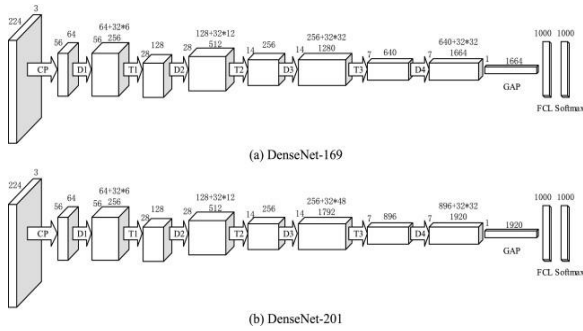 224
3
56
64
64+32*6
56
256
128
28
128+32*12
28
512
14
256
256+32*32
14
1280
7
640
640+32*32
7
1664
1
1664
1000
1000
CP
D1
T1
D2
T2
D3
T3
D4
GAP
FCL Softmax
(a) DenseNet-169
224
3
56
64
64+32*6
56
256
128
28
128+32*12
28
512
14
256
256+32*48
14
1792
7
896
896+32*32
7
1920
1
1920
1000
1000
CP
D1
T1
D2
T2
D3
T3
D4
GAP
FCL Softmax
(b) DenseNet-201